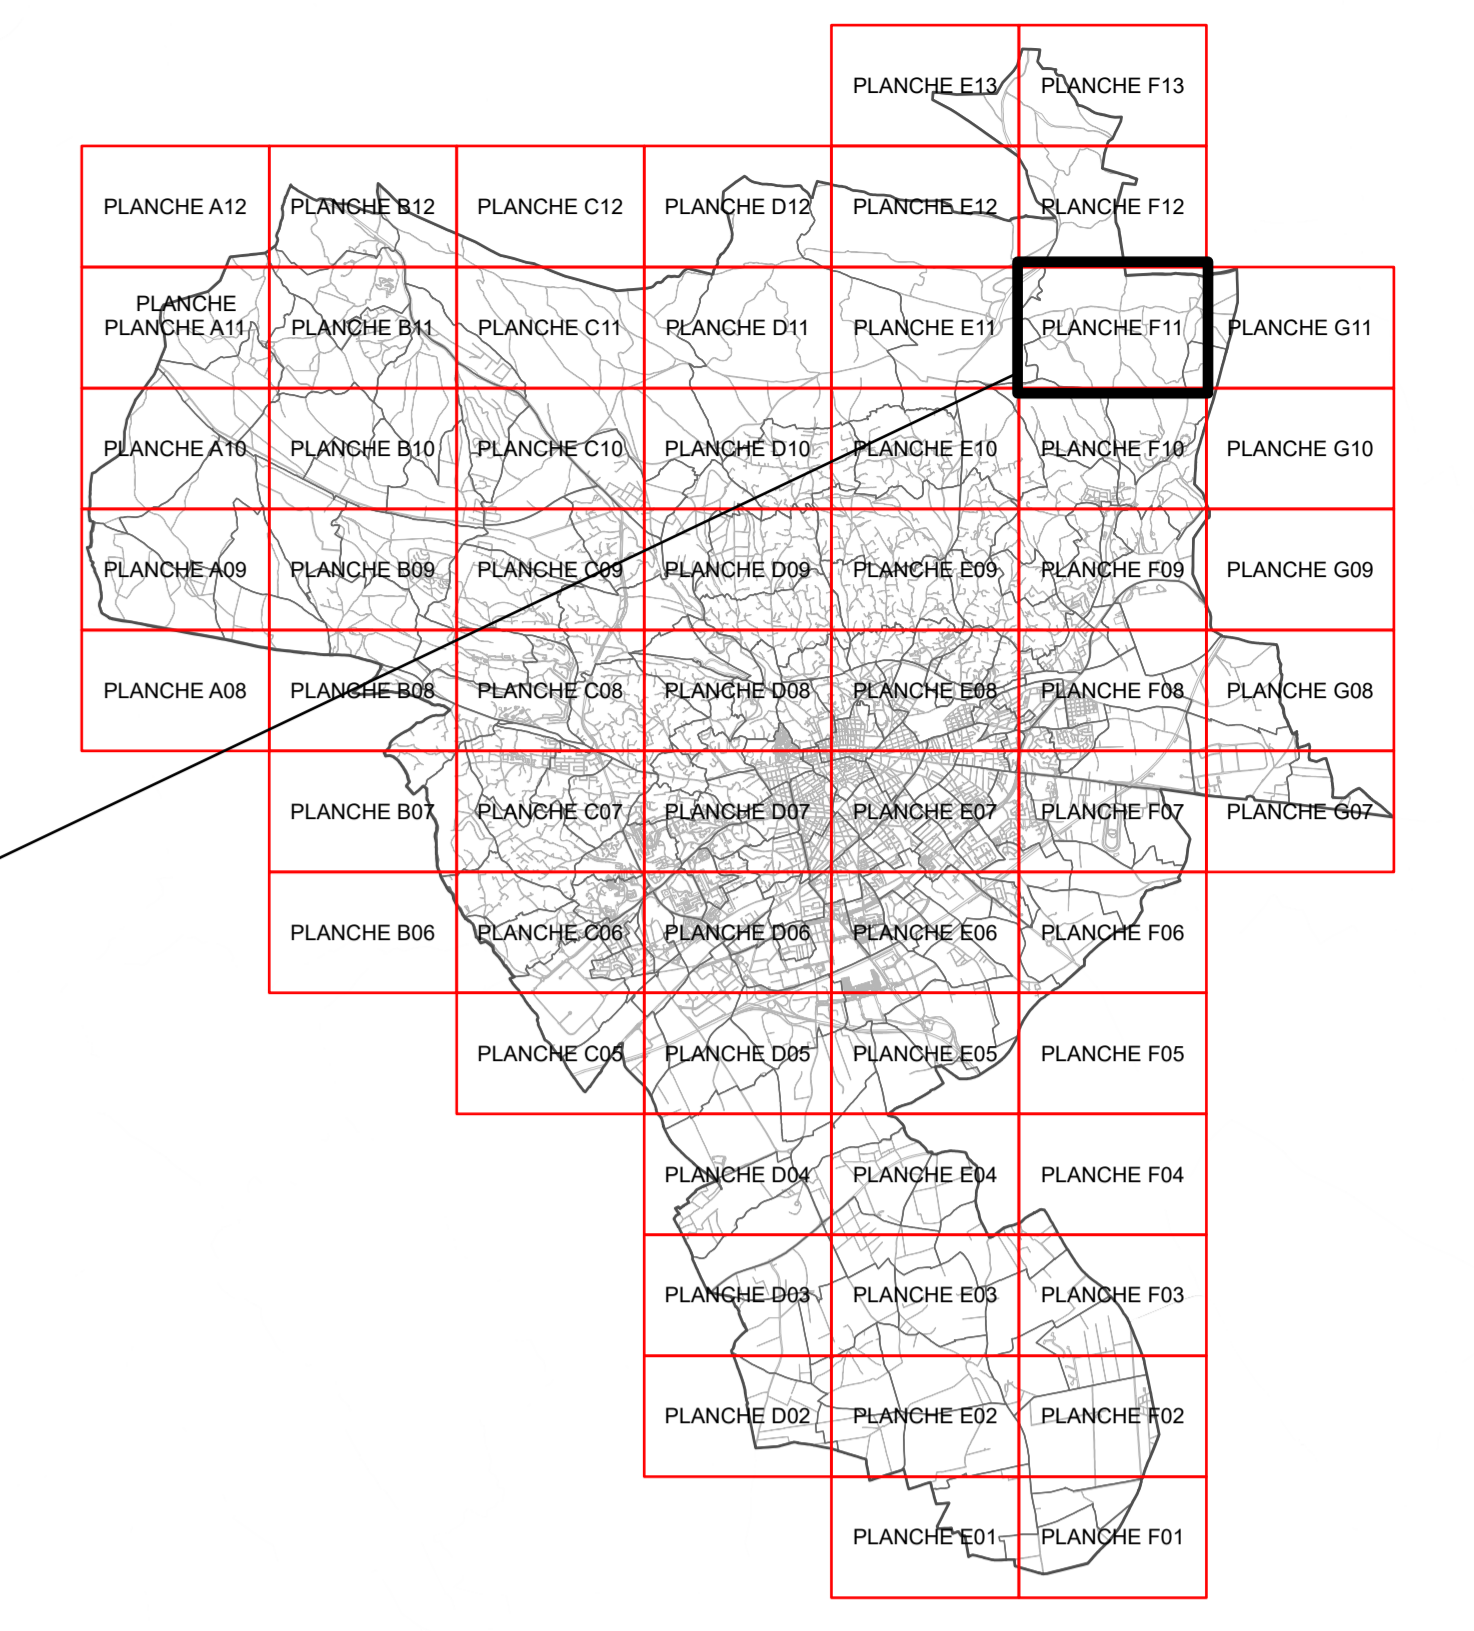 PLANCHE E13 PLANCHE F13
PLANCHE A12 PLANCHE B12 PLANCHE C12 PLANCHE D12 PLANCHE E12 PLANCHE F12
PLANCHE
PLANCHE A11 PLANCHE B11 PLANCHE C11 PLANCHE D11 PLANCHE E11 PLANCHE F11 PLANCHE G11
PLANCHE A10 PLANCHE B10 PLANCHE C10 PLANCHE D10 PLANCHE E10 PLANCHE F10 PLANCHE G10
PLANCHE A09 PLANCHE B09 PLANCHE C09 PLANCHE D09 PLANCHE E09 PLANCHE F09 PLANCHE G09
PLANCHE A08 PLANCHE B08 PLANCHE C08 PLANCHE D08 PLANCHE E08 PLANCHE F08 PLANCHE G08
PLANCHE B07 PLANCHE C07 PLANCHE D07 PLANCHE E07 PLANCHE F07 PLANCHE G07
PLANCHE B06 PLANCHE C06 PLANCHE D06 PLANCHE E06 PLANCHE F06
PLANCHE C05 PLANCHE D05 PLANCHE E05 PLANCHE F05
PLANCHE D04 PLANCHE E04 PLANCHE F04
PLANCHE D03 PLANCHE E03 PLANCHE F03
PLANCHE D02 PLANCHE E02 PLANCHE F02
PLANCHE E01 PLANCHE F01